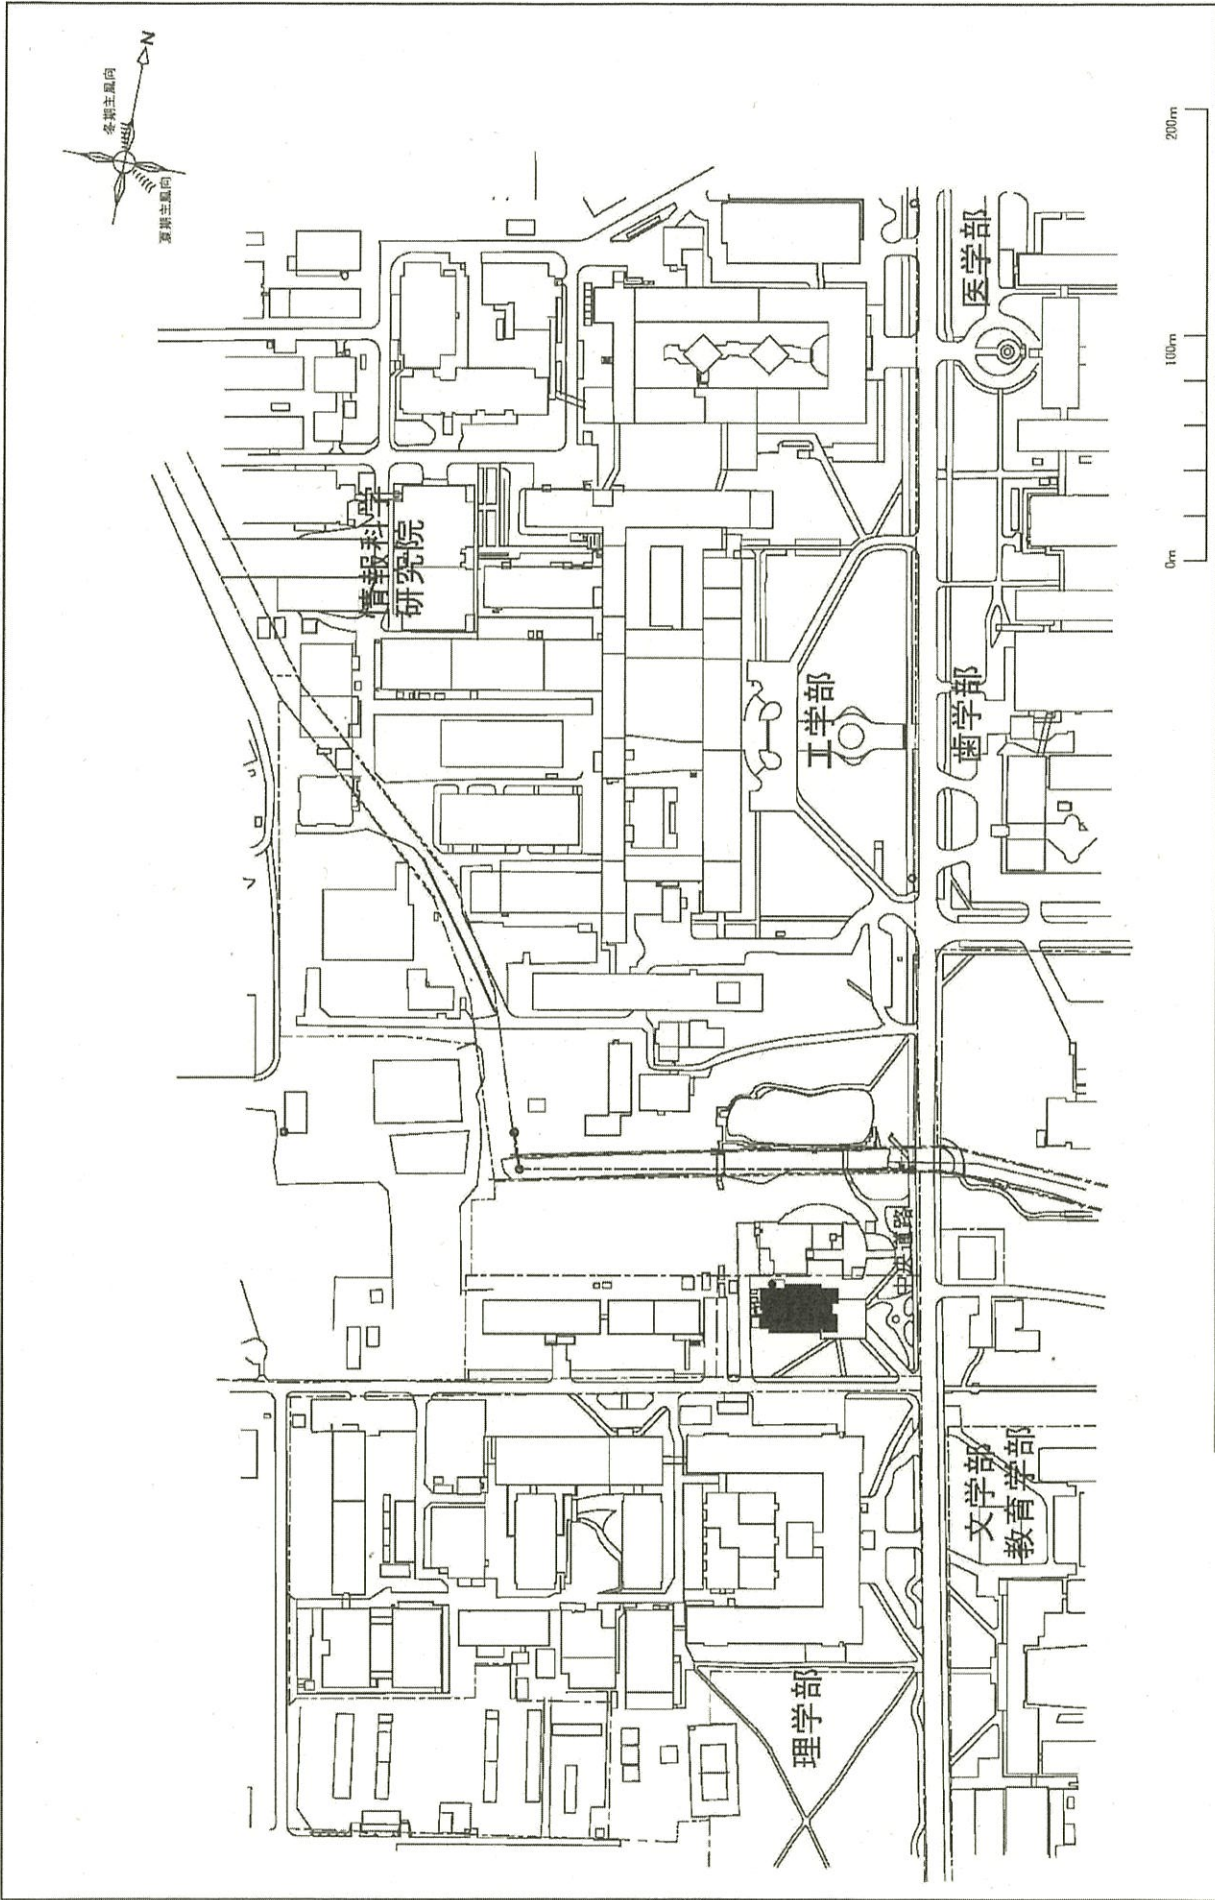 N
冬期主風向
夏期主風向
200m
100m
0m
医学部
情報科学
研究院
工学部
歯学部
中央道路
文学部
教育学部
理学部